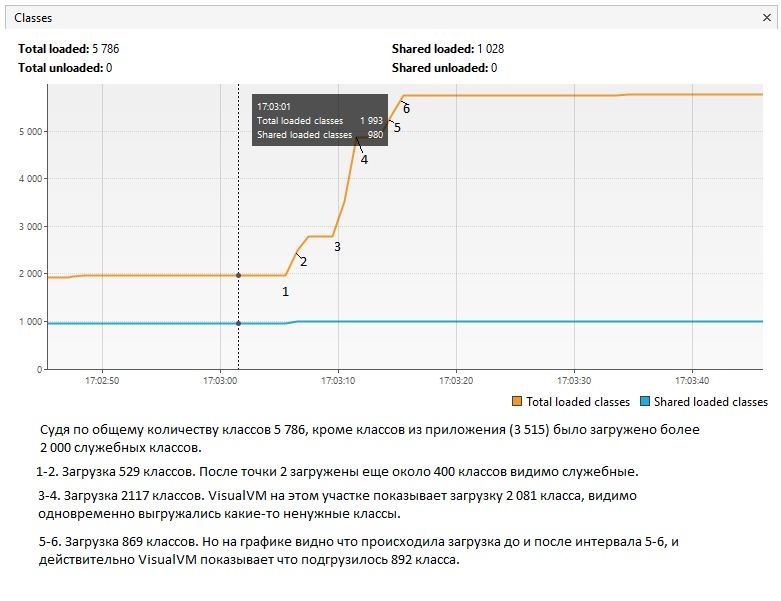 Classes
Total loaded: 5 786 Shared loaded: 1 028
Total unloaded: 0 Shared unloaded: 0
17:03:01
Total loaded classes 1 993
Shared loaded classes 980
5 000
4 000
3 000
2 000
1 000
0
1
2
3
4
5
6
17:02:50 17:03:00 17:03:10 17:03:20 17:03:30 17:03:40
Total loaded classes Shared loaded classes
Судя по общему количеству классов 5 786, кроме классов из приложения (3 515) было загружено более
2 000 служебных классов.
1-2. Загрузка 529 классов. После точки 2 загружены еще около 400 классов видимо служебные.
3-4. Загрузка 2117 классов. VisualVM на этом участке показывает загрузку 2 081 класса, видимо
одновременно выгружались какие-то ненужные классы.
5-6. Загрузка 869 классов. Но на графике видно что происходила загрузка до и после интервала 5-6, и
действительно VisualVM показывает что подгрузилось 892 класса.